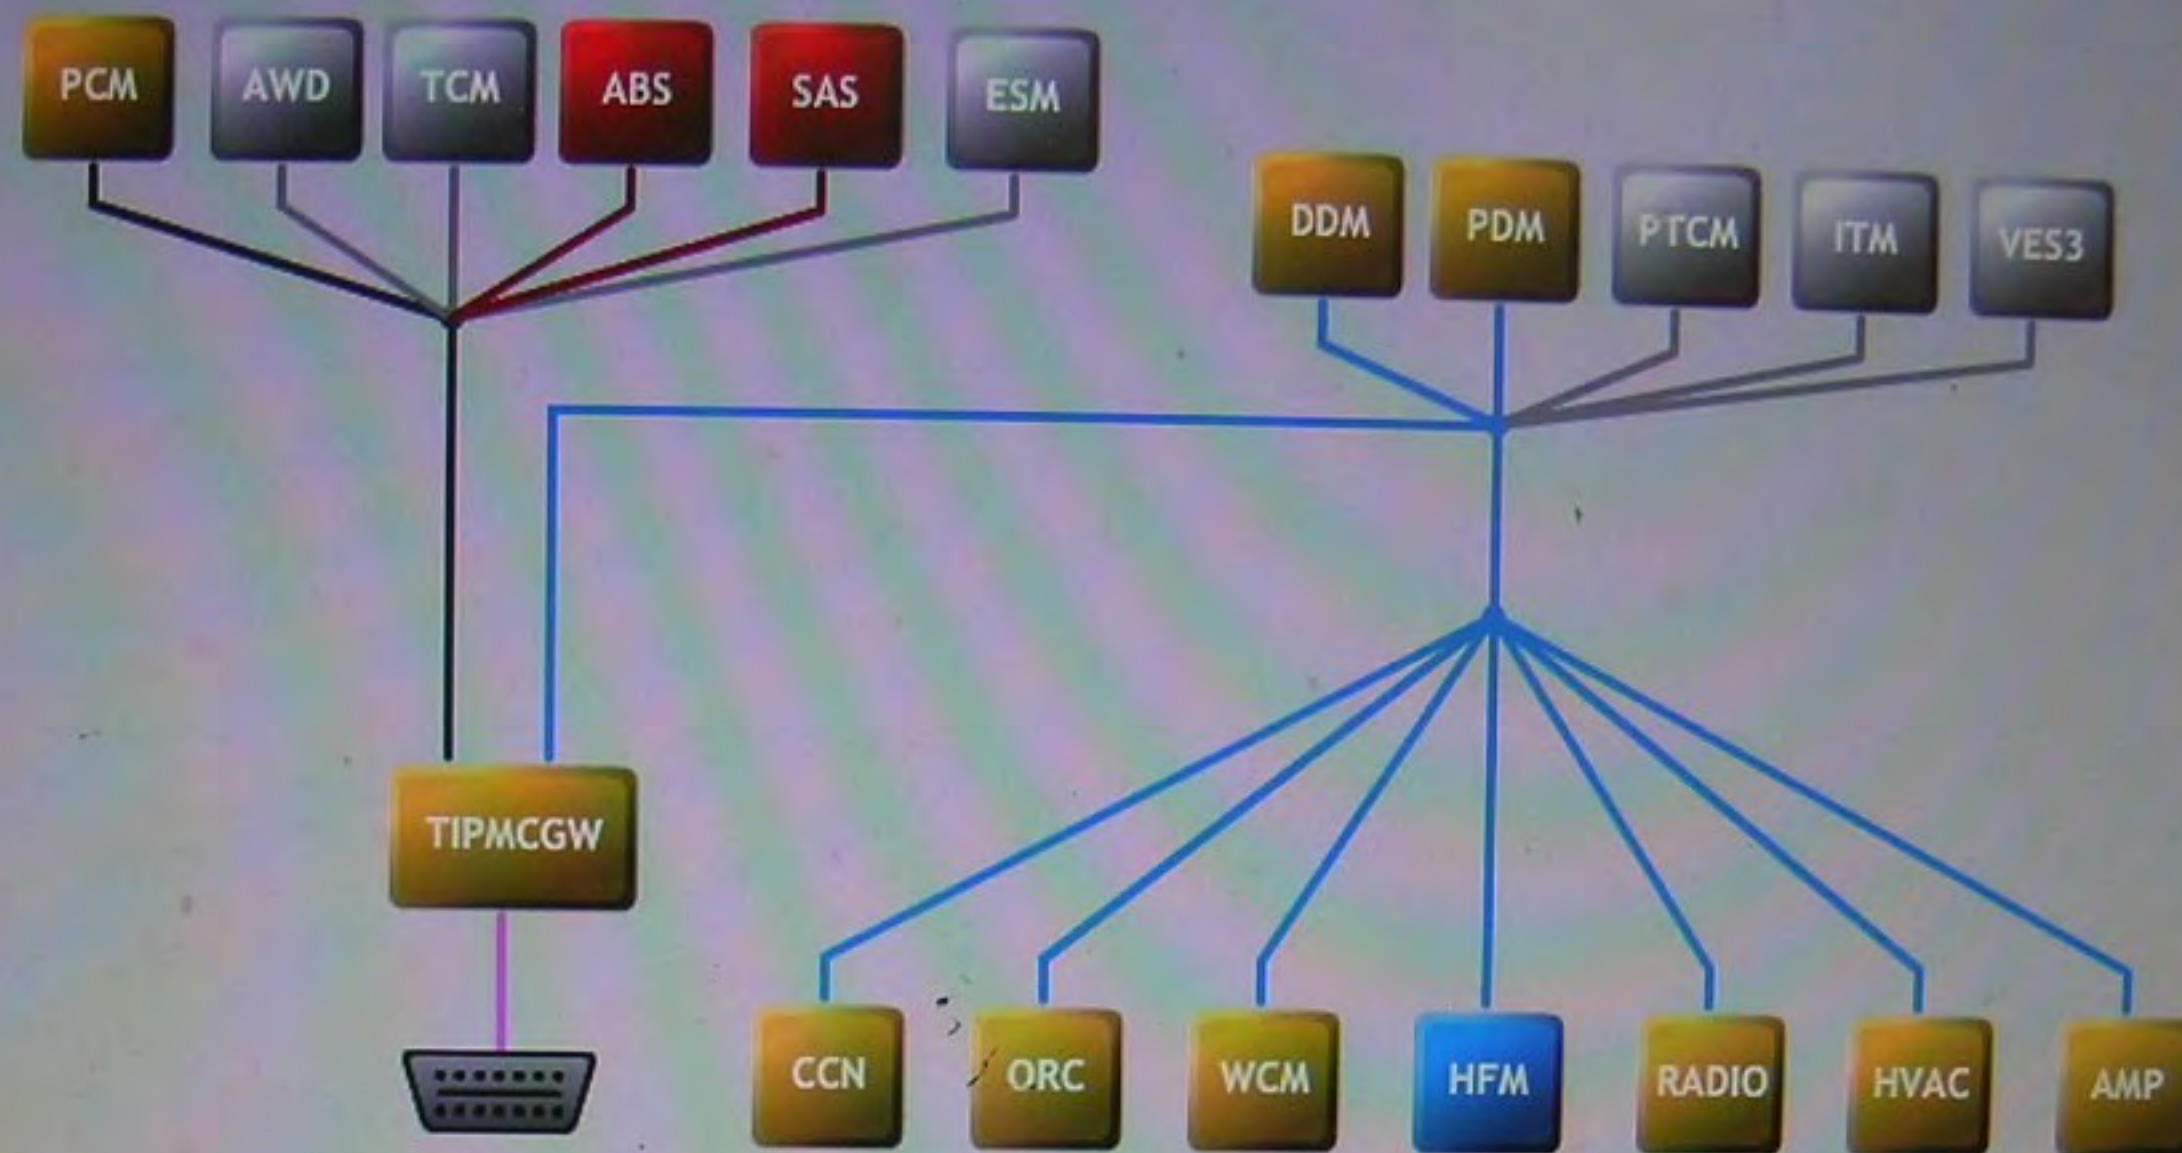 PCM
AWD
TCM
ABS
SAS
ESM
DDM
PDM
PTCM
ITM
VES3
TIPMCGW
CCN
ORC
WCM
HFM
RADIO
HVAC
AMP